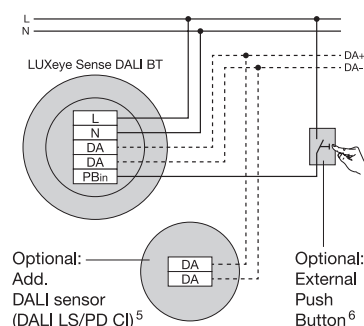 L
N
DA+
DA-
LUXeye Sense DALI BT
L
N
DA
DA
PBin
DA
DA
Optional:
Add.
DALI sensor
(DALI LS/PD CI)5
Optional:
External
Push
Button6